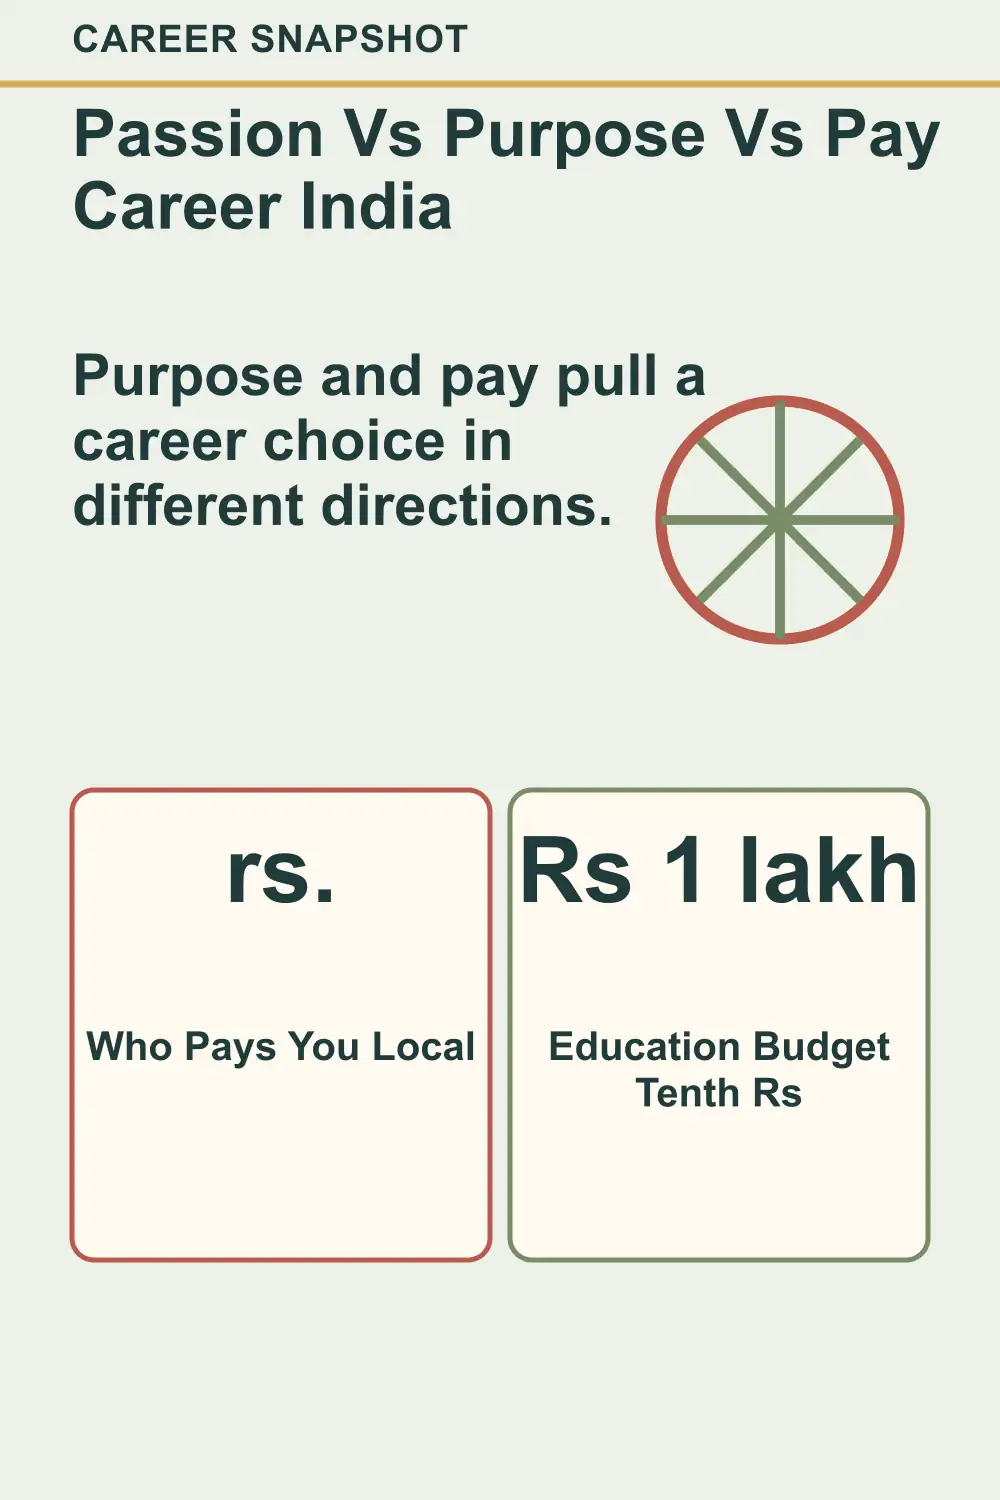 CAREER SNAPSHOT
Passion Vs Purpose Vs Pay
Career India
Purpose and pay pull a
career choice in
different directions.
rs.
Who Pays You Local
Rs 1 lakh
Education Budget
Tenth Rs